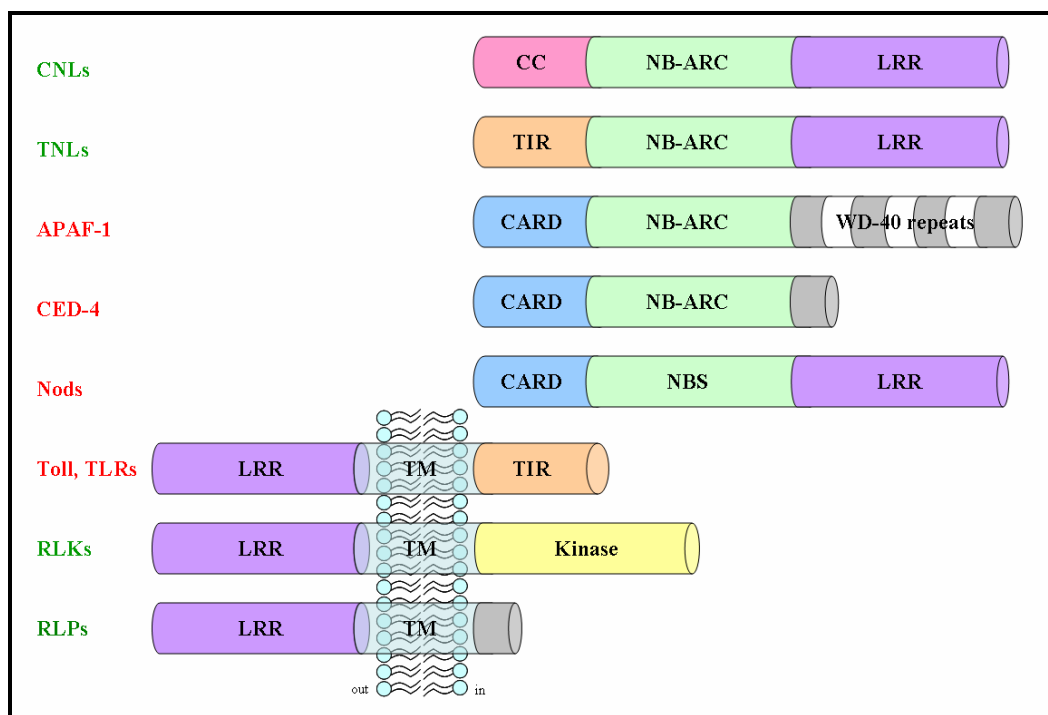 CNLs CC NB-ARC LRR
TNLs TIR NB-ARC LRR
APAF-1 CARD NB-ARC WD-40 repeats
CED-4 CARD NB-ARC
Nods CARD NBS LRR
Toll, TLRs LRR TM TIR
RLKs LRR TM Kinase
RLPs LRR TM
out in